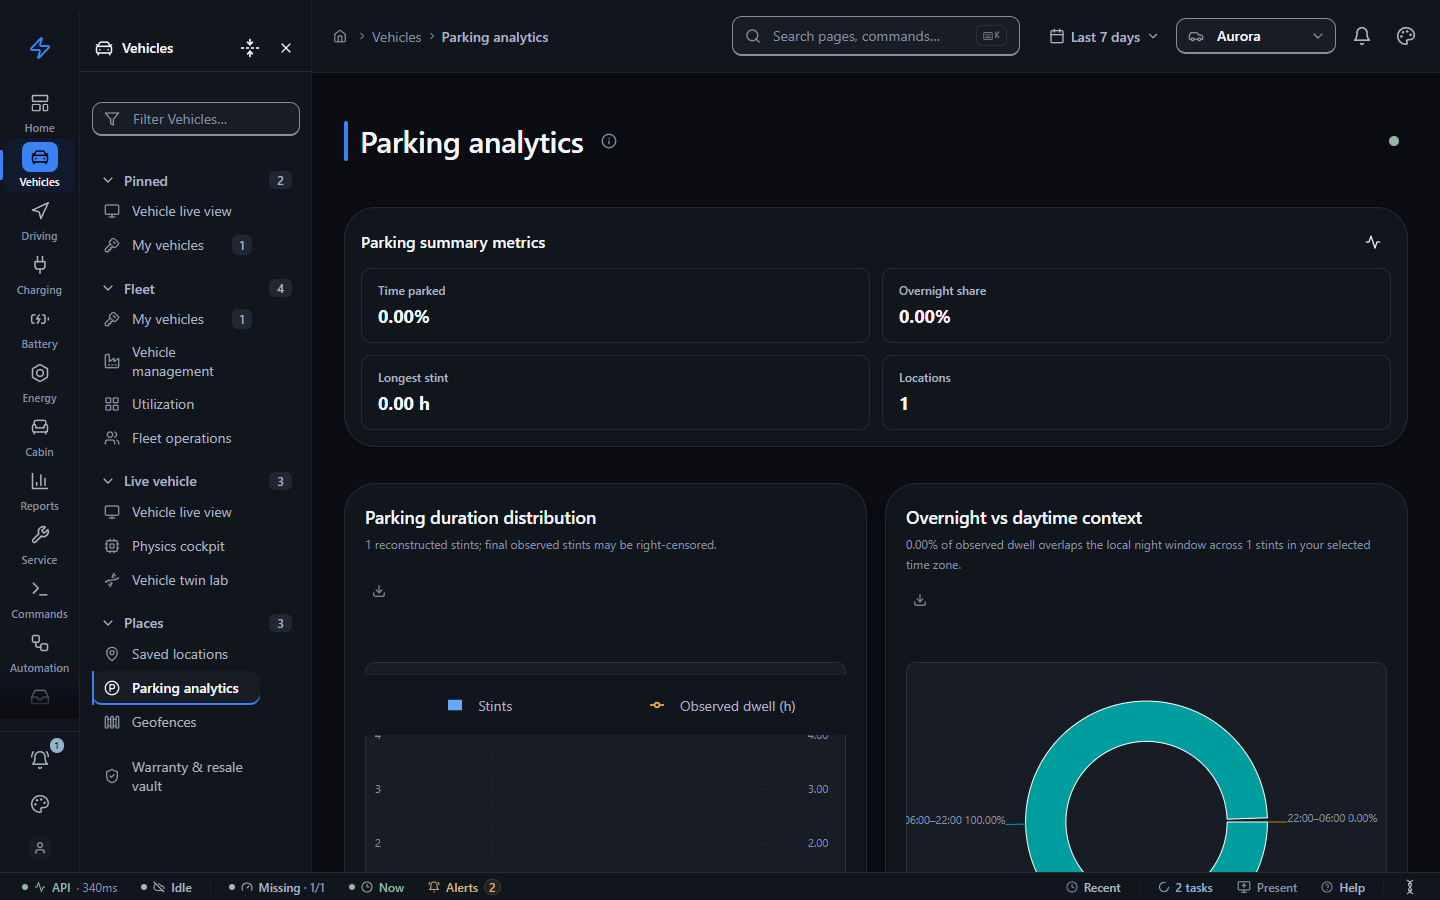 Home
Vehicles
Driving
Charging
Battery
Energy
Cabin
Reports
Service
Commands
Automation
1
Vehicles
Filter Vehicles...
Pinned 2
Vehicle live view
My vehicles 1
Fleet 4
My vehicles 1
Vehicle
management
Utilization
Fleet operations
Live vehicle 3
Vehicle live view
Physics cockpit
Vehicle twin lab
Places 3
Saved locations
Parking analytics
Geofences
Warranty & resale
vault
Vehicles Parking analytics
Search pages, commands... K
Last 7 days
Aurora
Parking analytics
Parking summary metrics
Time parked
0.00%
Overnight share
0.00%
Longest stint
0.00 h
Locations
1
Parking duration distribution
1 reconstructed stints; final observed stints may be right-censored.
Stints Observed dwell (h)
4 4.00
3 3.00
2 2.00
Overnight vs daytime context
0.00% of observed dwell overlaps the local night window across 1 stints in your selected
time zone.
06:00–22:00 100.00%
22:00–06:00 0.00%
API · 340ms Idle Missing · 1/1 Now Alerts 2 Recent 2 tasks Present Help